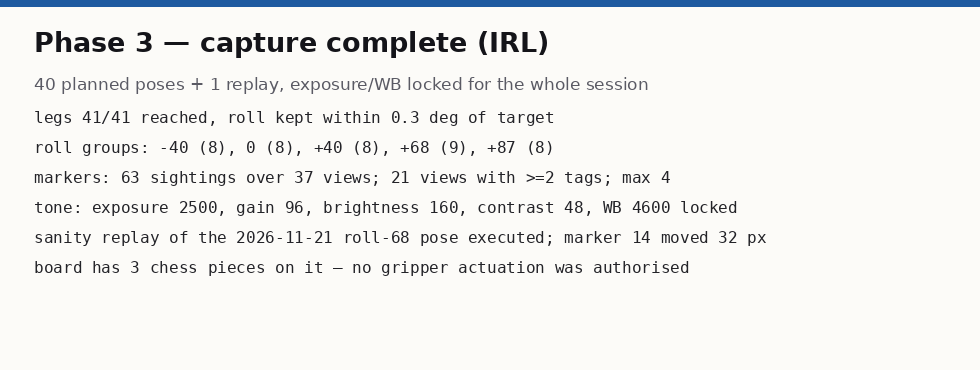 Phase 3 — capture complete (IRL)
40 planned poses + 1 replay, exposure/WB locked for the whole session
legs 41/41 reached, roll kept within 0.3 deg of target
roll groups: -40 (8), 0 (8), +40 (8), +68 (9), +87 (8)
markers: 63 sightings over 37 views; 21 views with >=2 tags; max 4
tone: exposure 2500, gain 96, brightness 160, contrast 48, WB 4600 locked
sanity replay of the 2026-11-21 roll-68 pose executed; marker 14 moved 32 px
board has 3 chess pieces on it — no gripper actuation was authorised